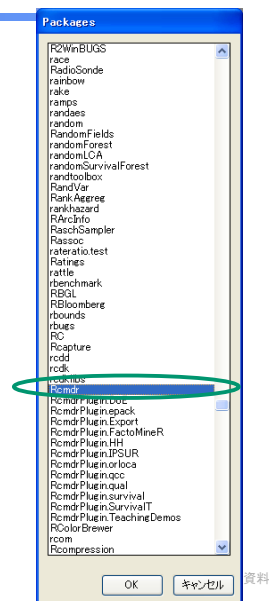 Packages
R2WinBUGS
race
RadioSonde
rainbow
rake
ramps
randaes
random
RandomFields
randomForest
randomLCA
randomSurvivalForest
randtoolbox
RandVar
RankAggreg
rankhazard
RArcInfo
RaschSampler
Rassoc
rateratio.test
Ratings
rattle
rbenchmark
RBGL
RBloomberg
rbounds
rbugs
RC
Rcapture
rcdd
rcdk
rcdklibs
Rcmdr
RcmdrPlugin.DoE
RcmdrPlugin.epack
RcmdrPlugin.Export
RcmdrPlugin.FactoMineR
RcmdrPlugin.HH
RcmdrPlugin.IPSUR
RcmdrPlugin.orloca
RcmdrPlugin.qcc
RcmdrPlugin.qual
RcmdrPlugin.survival
RcmdrPlugin.SurvivalT
RcmdrPlugin.TeachingDemos
RColorBrewer
rcom
Rcompression
OK キャンセル
資料